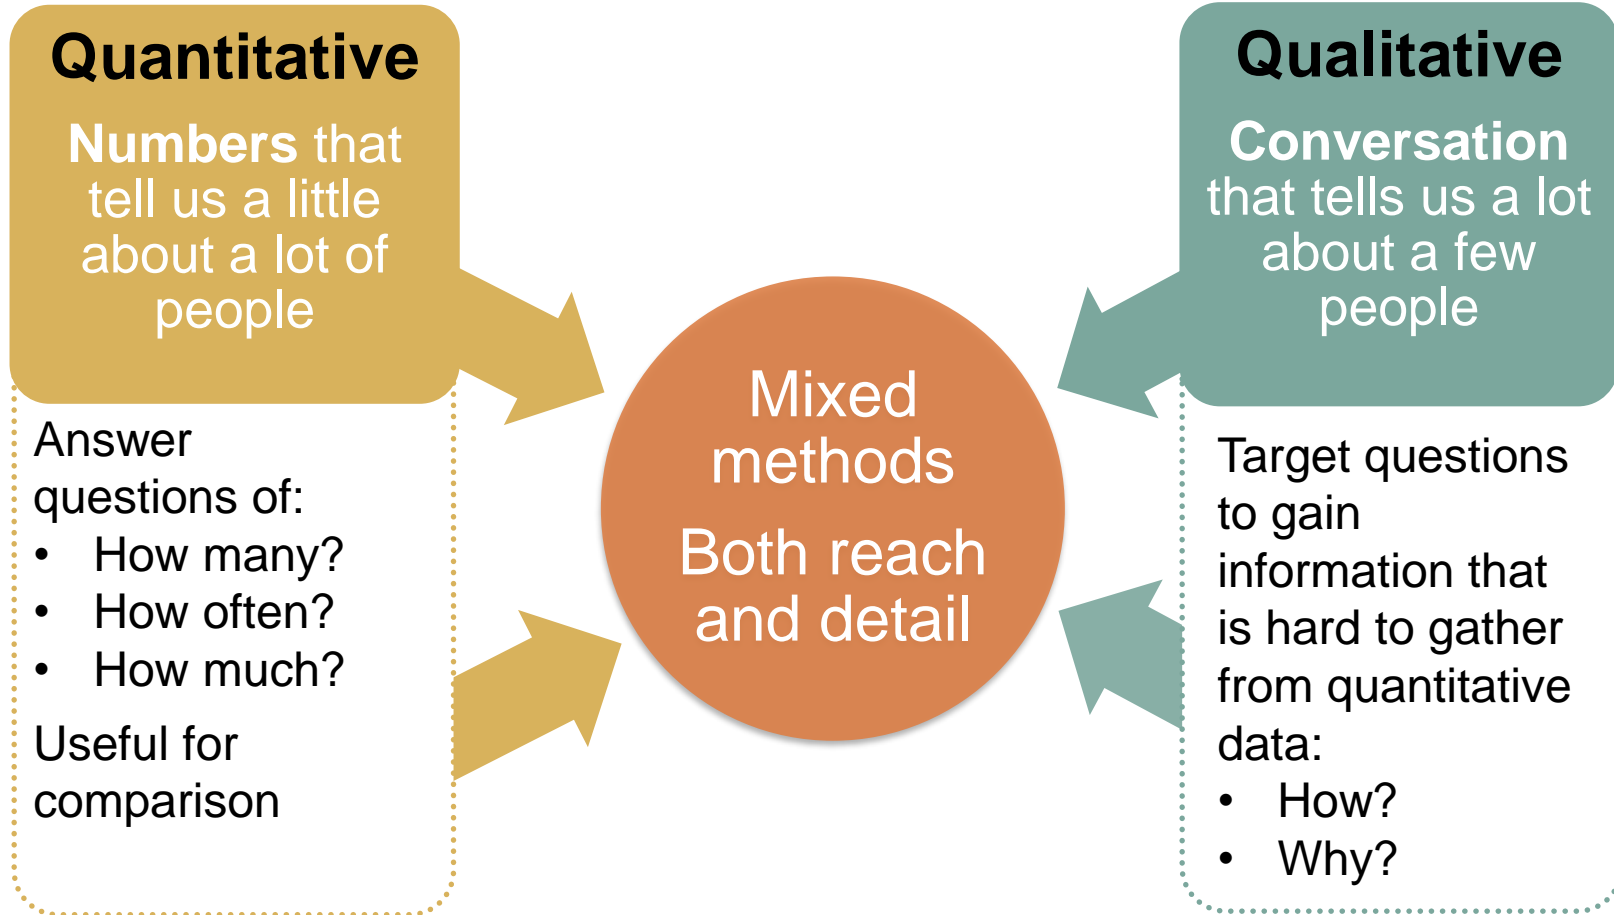 Quantitative
Numbers that
tell us a little
about a lot of
people
Answer
questions of:
• How many?
• How often?
• How much?
Useful for
comparison
Mixed
methods
Both reach
and detail
Qualitative
Conversation
that tells us a lot
about a few
people
Target questions
to gain
information that
is hard to gather
from quantitative
data:
• How?
• Why?